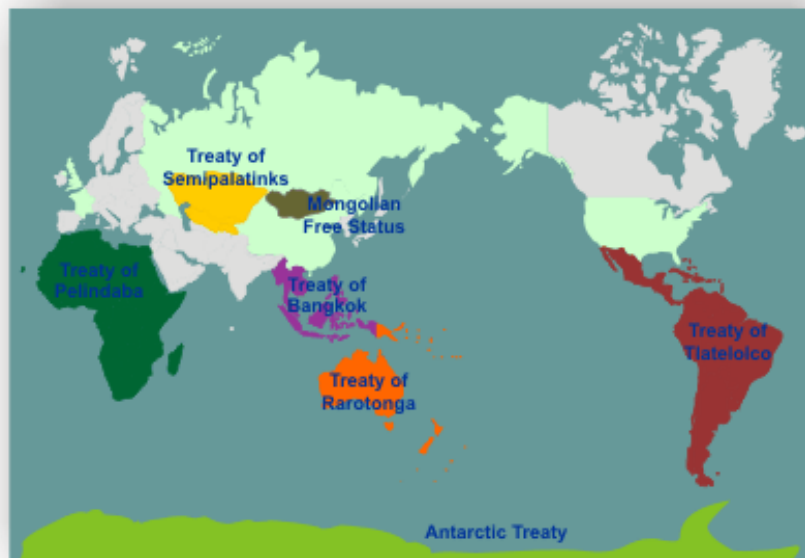 Treaty of
Semipalatinks
Mongolian
Free Status
Treaty of
Pelindaba
Treaty of
Bangkok
Treaty of
Tlatelolco
Treaty of
Rarotonga
Antarctic Treaty